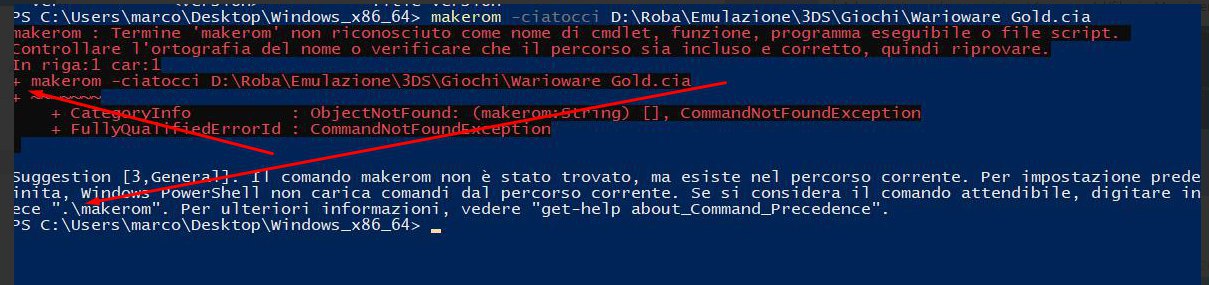 PS C:\Users\marco\Desktop\Windows_x86_64> makerom -ciatocci D:\Roba\Emulazione\3DS\Giochi\Warioware Gold.cia
makerom : Termine 'makerom' non riconosciuto come nome di cmdlet, funzione, programma eseguibile o file script.
Controllare l'ortografia del nome o verificare che il percorso sia incluso e corretto, quindi riprovare.
In riga:1 car:1
+ makerom -ciatocci D:\Roba\Emulazione\3DS\Giochi\Warioware Gold.cia
+ ~~~~~~~
+ CategoryInfo : ObjectNotFound: (makerom:String) [], CommandNotFoundException
+ FullyQualifiedErrorId : CommandNotFoundException
Suggestion [3,General]: Il comando makerom non è stato trovato, ma esiste nel percorso corrente. Per impostazione prede
inita, Windows PowerShell non carica comandi dal percorso corrente. Se si considera il comando attendibile, digitare in
ece ".\makerom". Per ulteriori informazioni, vedere "get-help about_Command_Precedence".
PS C:\Users\marco\Desktop\Windows_x86_64>